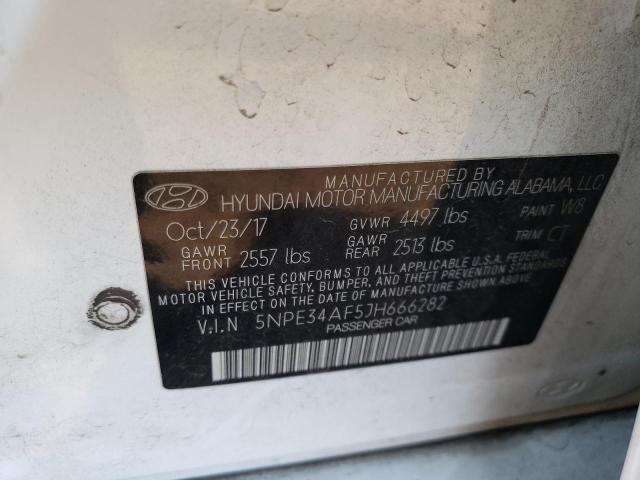 MANUFACTURED BY
HYUNDAI MOTOR MANUFACTURING ALABAMA, LLC
Oct/23/17 GVWR 4497 lbs PAINT W8
GAWR FRONT 2557 lbs GAWR REAR 2513 lbs TRIM CT
THIS VEHICLE CONFORMS TO ALL APPLICABLE U.S.A. FEDERAL
MOTOR VEHICLE SAFETY, BUMPER, AND THEFT PREVENTION STANDARDS
IN EFFECT ON THE DATE OF MANUFACTURE SHOWN ABOVE.
V.I.N 5NPE34AF5JH666282
PASSENGER CAR